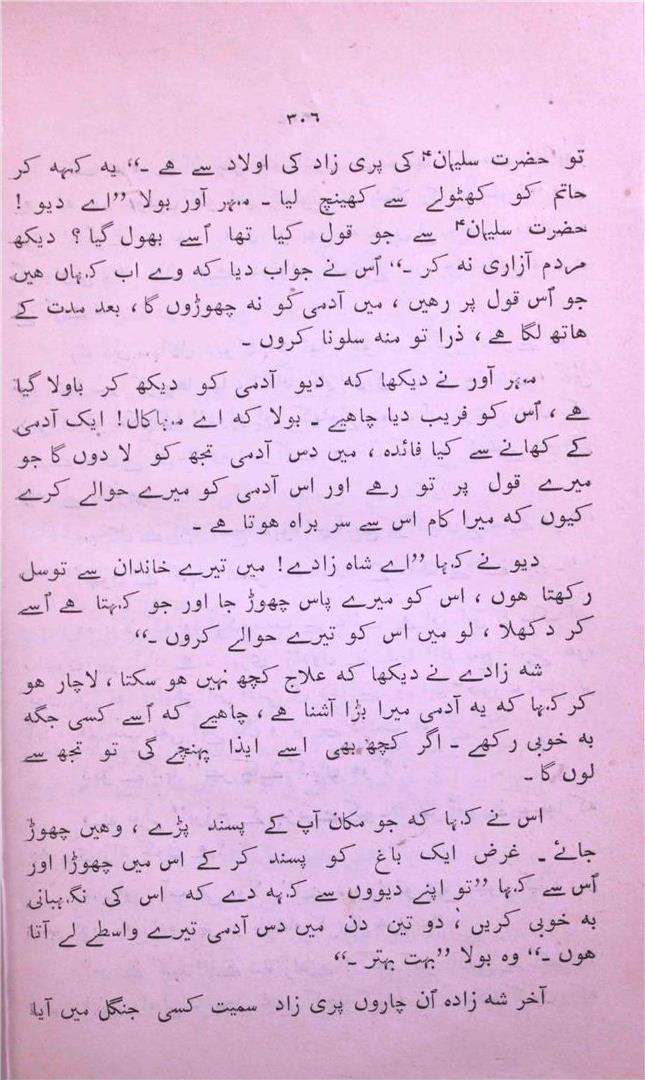 ۳۰۶
تو حضرت سلیمان۴ کی پری زاد کی اولاد سے ہے ۔“ یہ کہہ کر
حاتم کو کھٹولے سے کھینچ لیا ۔ مہر آور بولا ”اے دیو !
حضرت سلیمان۴ سے جو قول کیا تھا اُسے بھول گیا ؟ دیکھ
مردم آزاری نہ کر ۔“ اُس نے جواب دیا کہ وے اب کہاں ہیں
جو اُس قول پر رہیں ، میں آدمی کو نہ چھوڑوں گا ، بعد مدت کے
ہاتھ لگا ہے ، ذرا تو منہ سلونا کروں ۔
مہر آور نے دیکھا کہ دیو آدمی کو دیکھ کر باولا گیا
ہے ، اُس کو فریب دیا چاہیے ۔ بولا کہ اے مہاکال ! ایک آدمی
کے کھانے سے کیا فائدہ ، میں دس آدمی تجھ کو لا دوں گا جو
میرے قول پر تو رہے اور اس آدمی کو میرے حوالے کرے
کیوں کہ میرا کام اس سے سر براہ ہوتا ہے ۔
دیو نے کہا ”اے شاہ زادے ! میں تیرے خاندان سے توسل
رکھتا ہوں ، اس کو میرے پاس چھوڑ جا اور جو کہتا ہے اُسے
کر دکھلا ، لو میں اس کو تیرے حوالے کروں ۔“
شہ زادے نے دیکھا کہ علاج کچھ نہیں ہو سکتا ، لاچار ہو
کر کہا کہ یہ آدمی میرا بڑا آشنا ہے ، چاہیے کہ اُسے کسی جگہ
بہ خوبی رکھے ۔ اگر کچھ بھی اسے ایذا پہنچے گی تو تجھ سے
لوں گا ۔
اس نے کہا کہ جو مکان آپ کے پسند پڑے ، وہیں چھوڑ
جائے ۔ غرض ایک باغ کو پسند کر کے اس میں چھوڑا اور
اُس سے کہا ”تو اپنے دیووں سے کہہ دے کہ اس کی نگہبانی
بہ خوبی کریں ، دو تین دن میں دس آدمی تیرے واسطے لے آتا
ہوں ۔“ وہ بولا ”بہت بہتر ۔“
آخر شہ زادہ اُن چاروں پری زاد سمیت کسی جنگل میں آیا